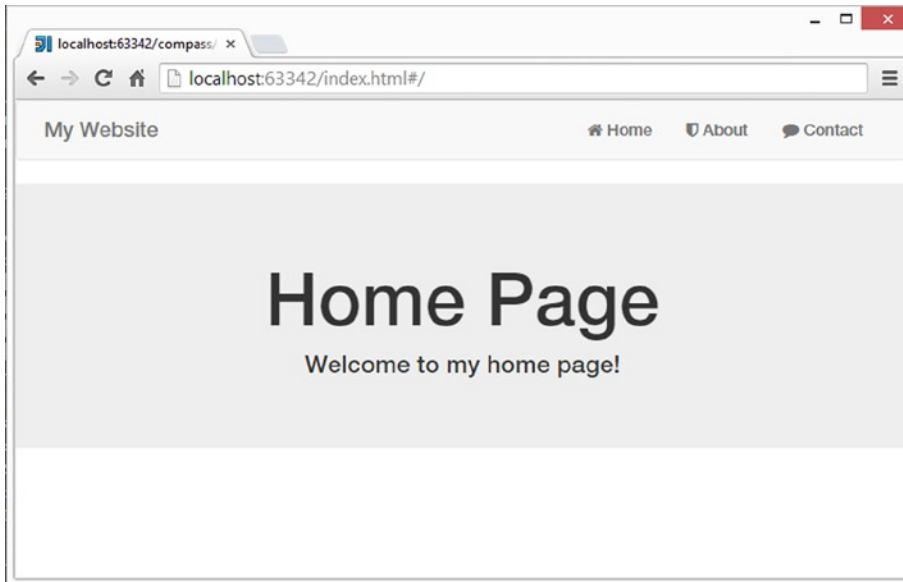 localhost:63342/compass/
localhost:63342/index.html#/
My Website Home About Contact
Home Page
Welcome to my home page!